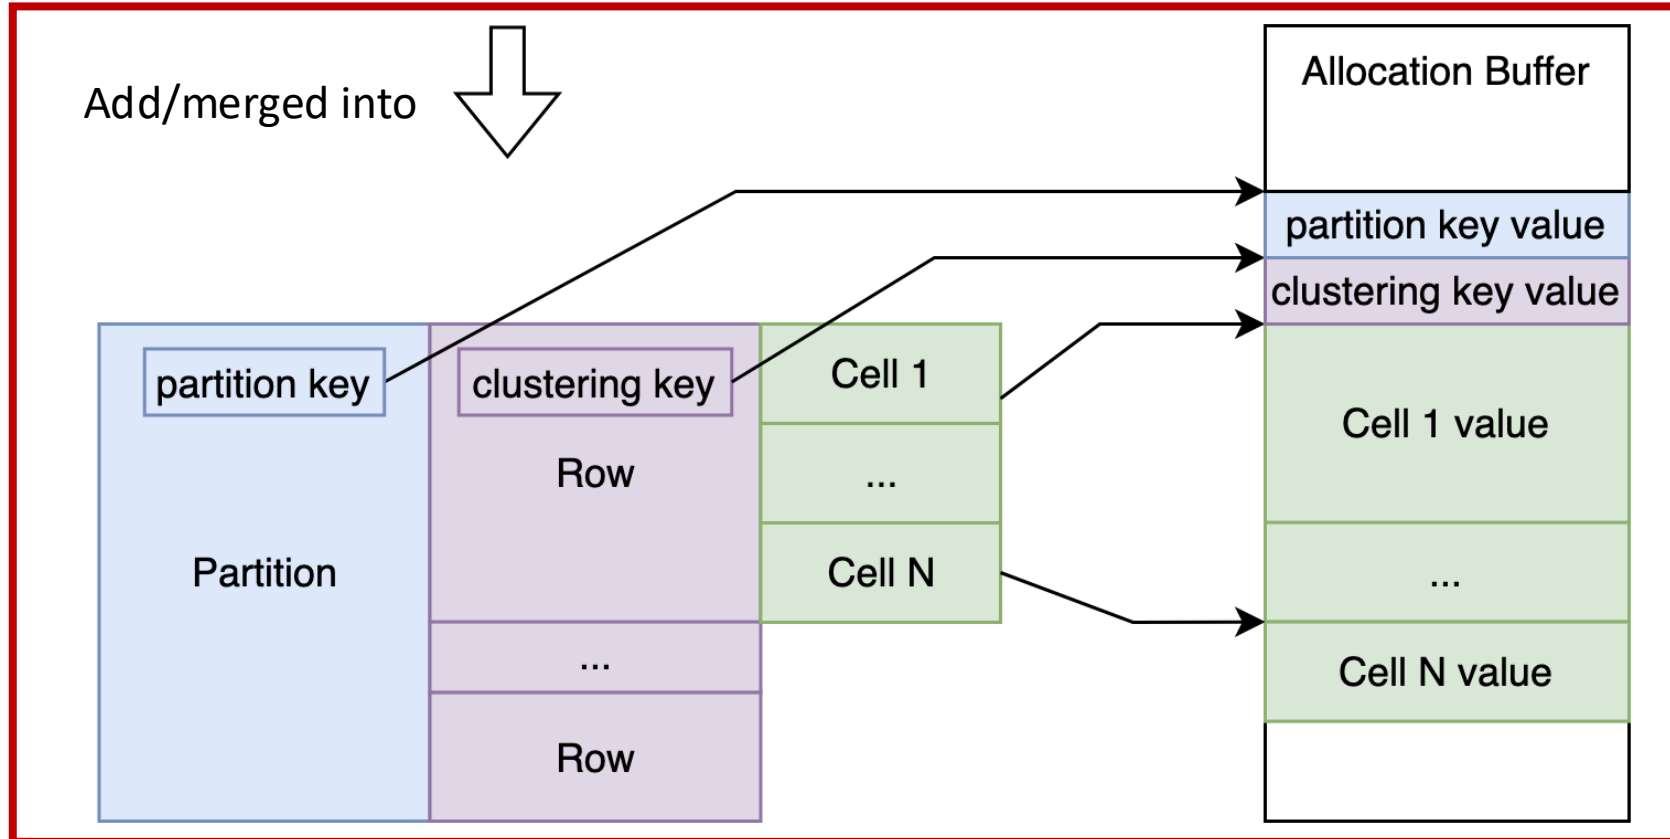 Add/merged into
Allocation Buffer
partition key value
clustering key value
Cell 1 value
...
Cell N value
partition key
Partition
clustering key
Row
...
Row
Cell 1
...
Cell N